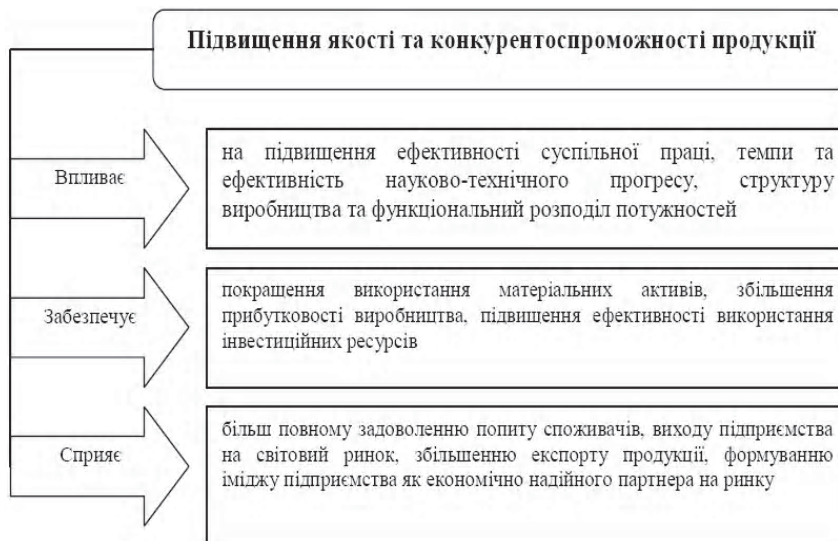 Підвищення якості та конкурентоспроможності продукції
Впливає
на підвищення ефективності суспільної праці, темпи та
ефективність науково-технічного прогресу, структуру
виробництва та функціональний розподіл потужностей
Забезпечує
покращення використання матеріальних активів, збільшення
прибутковості виробництва, підвищення ефективності використання
інвестиційних ресурсів
Сприяє
більш повному задоволенню попиту споживачів, виходу підприємства
на світовий ринок, збільшенню експорту продукції, формуванню
іміджу підприємства як економічно надійного партнера на ринку